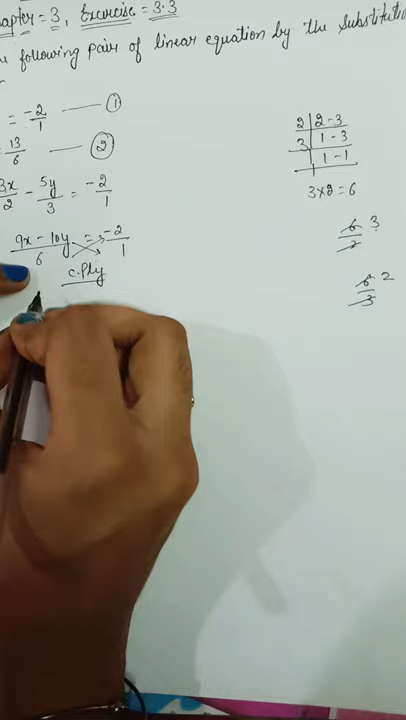 hapter = 3, Exercise = 3.3
following pair of linear equation by the Substitutio
= -2/1 —— ①
= 13/6 —— ②
3x/2 - 5y/3 = -2/1
9x - 10y/6 = -2/1
c.Ply
2 | 2 - 3
3 | 1 - 3
| 1 - 1
3×2 = 6
6/2 3
6/3 2